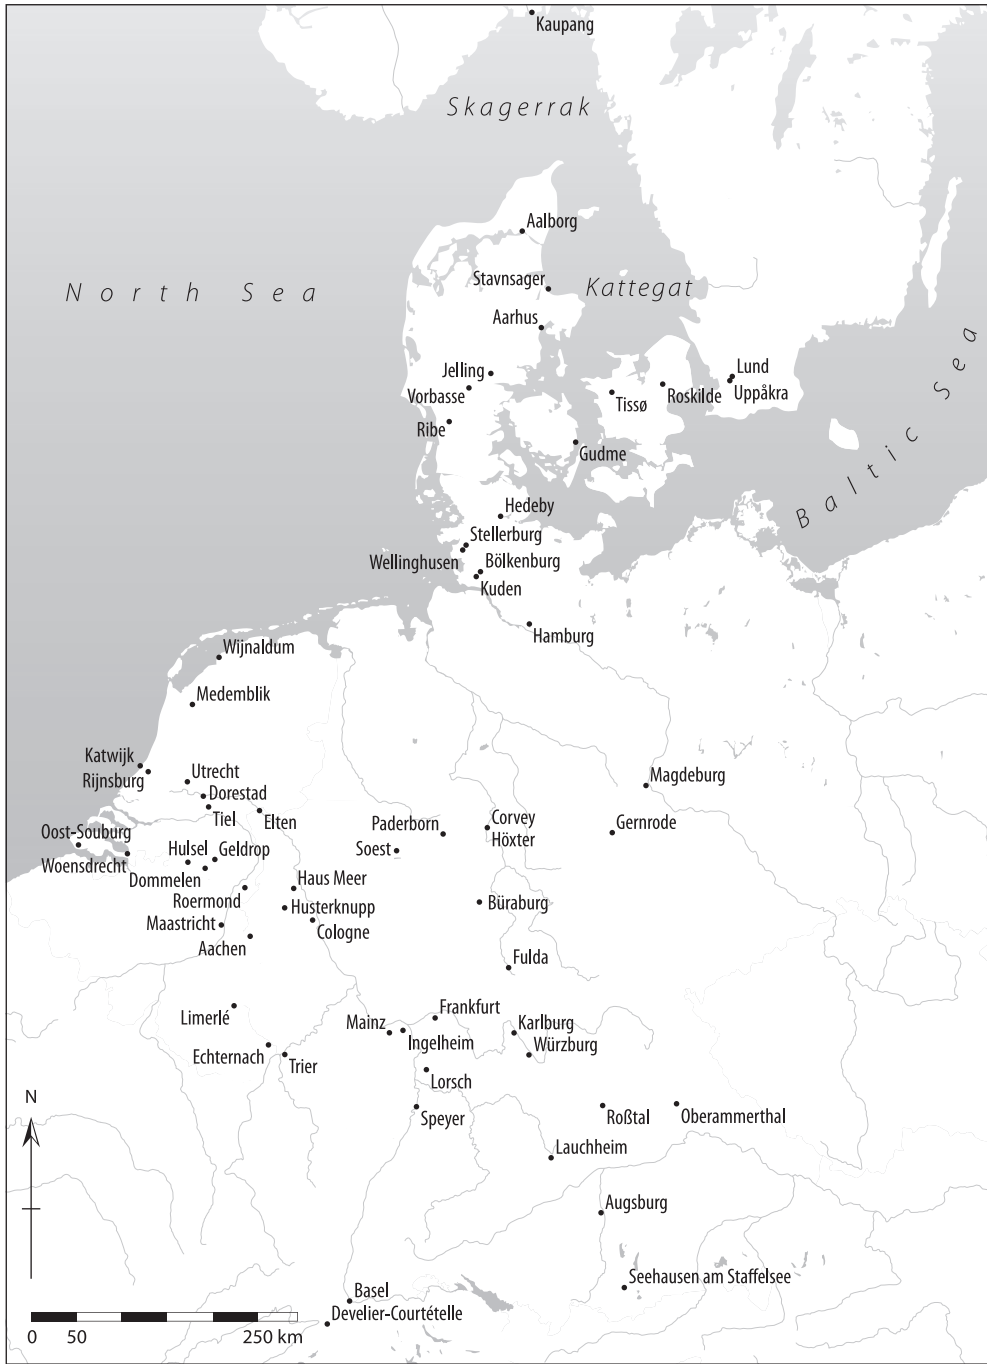 Kaupang
Skagerrak
Aalborg
Stavnsager
Kattegat
North Sea
Aarhus
Jelling
Lund
Vorbasse
Tissø
Roskilde
Uppåkra
Ribe
Gudme
Baltic Sea
Hedeby
Stellerburg
Wellinghusen
Bölkenburg
Kuden
Hamburg
Wijnaldum
Medemblik
Katwijk
Rijnsburg
Utrecht
Dorestad
Magdeburg
Tiel
Elten
Oost-Souburg
Paderborn
Corvey
Höxter
Gernrode
Woensdrecht
Hulsel
Geldrop
Soest
Dommelen
Haus Meer
Roermond
Husterknupp
Büraburg
Maastricht
Cologne
Aachen
Fulda
Limerlé
Frankfurt
Mainz
Ingelheim
Karlburg
Würzburg
Echternach
Trier
Lorsch
N
Speyer
Roßtal
Oberammerthal
Lauchheim
Augsburg
Seehausen am Staffelsee
Basel
Develier-Courtételle
0 50 250 km